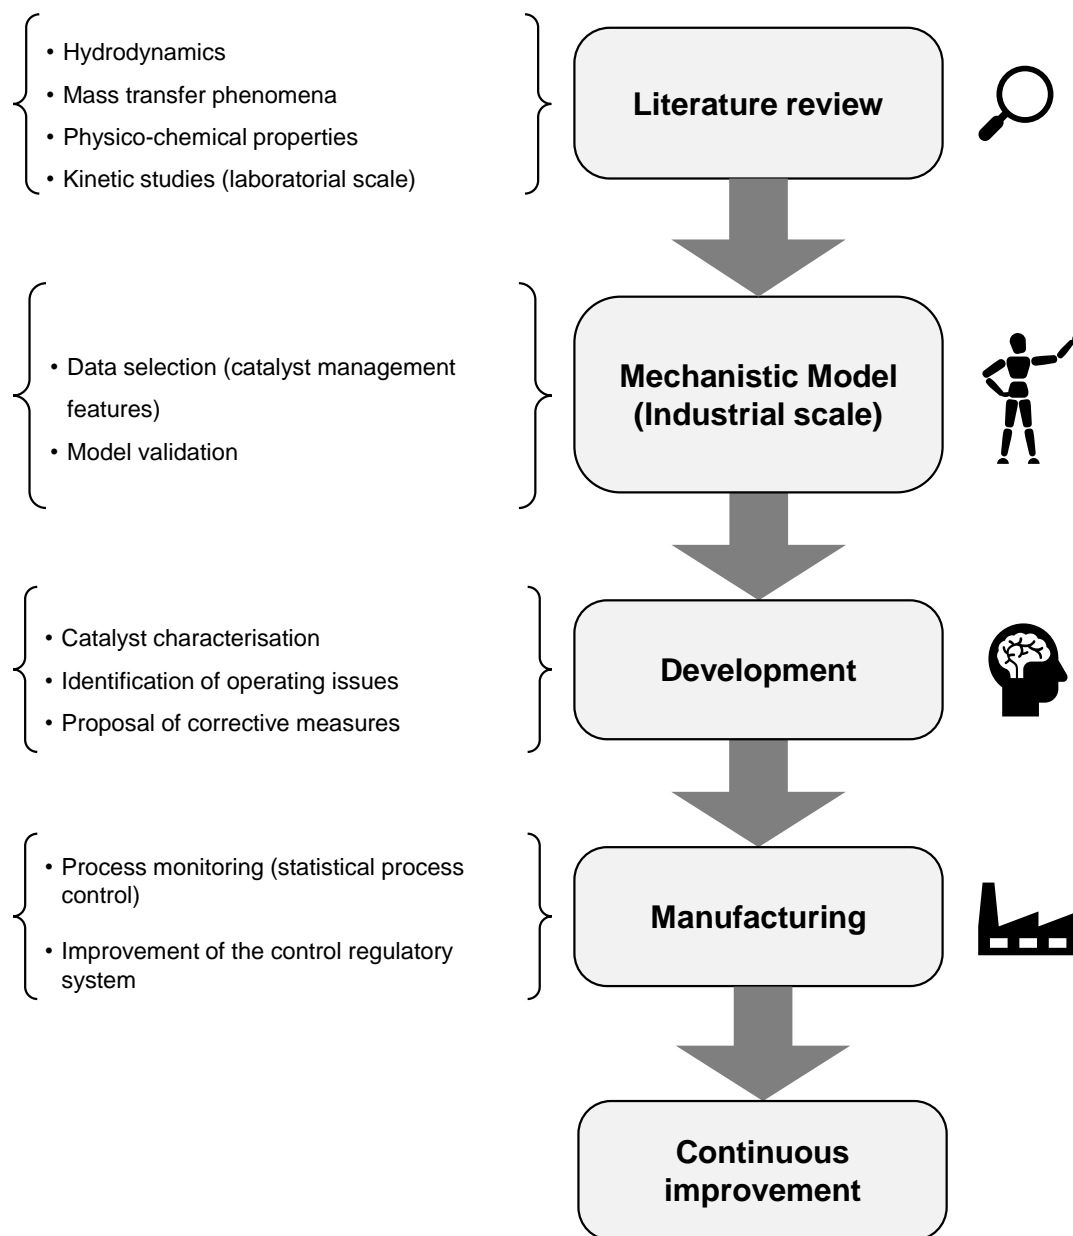 • Hydrodynamics
• Mass transfer phenomena
• Physico-chemical properties
• Kinetic studies (laboratorial scale)
Literature review
• Data selection (catalyst management
features)
• Model validation
Mechanistic Model
(Industrial scale)
• Catalyst characterisation
• Identification of operating issues
• Proposal of corrective measures
Development
• Process monitoring (statistical process
control)
• Improvement of the control regulatory
system
Manufacturing
Continuous
improvement